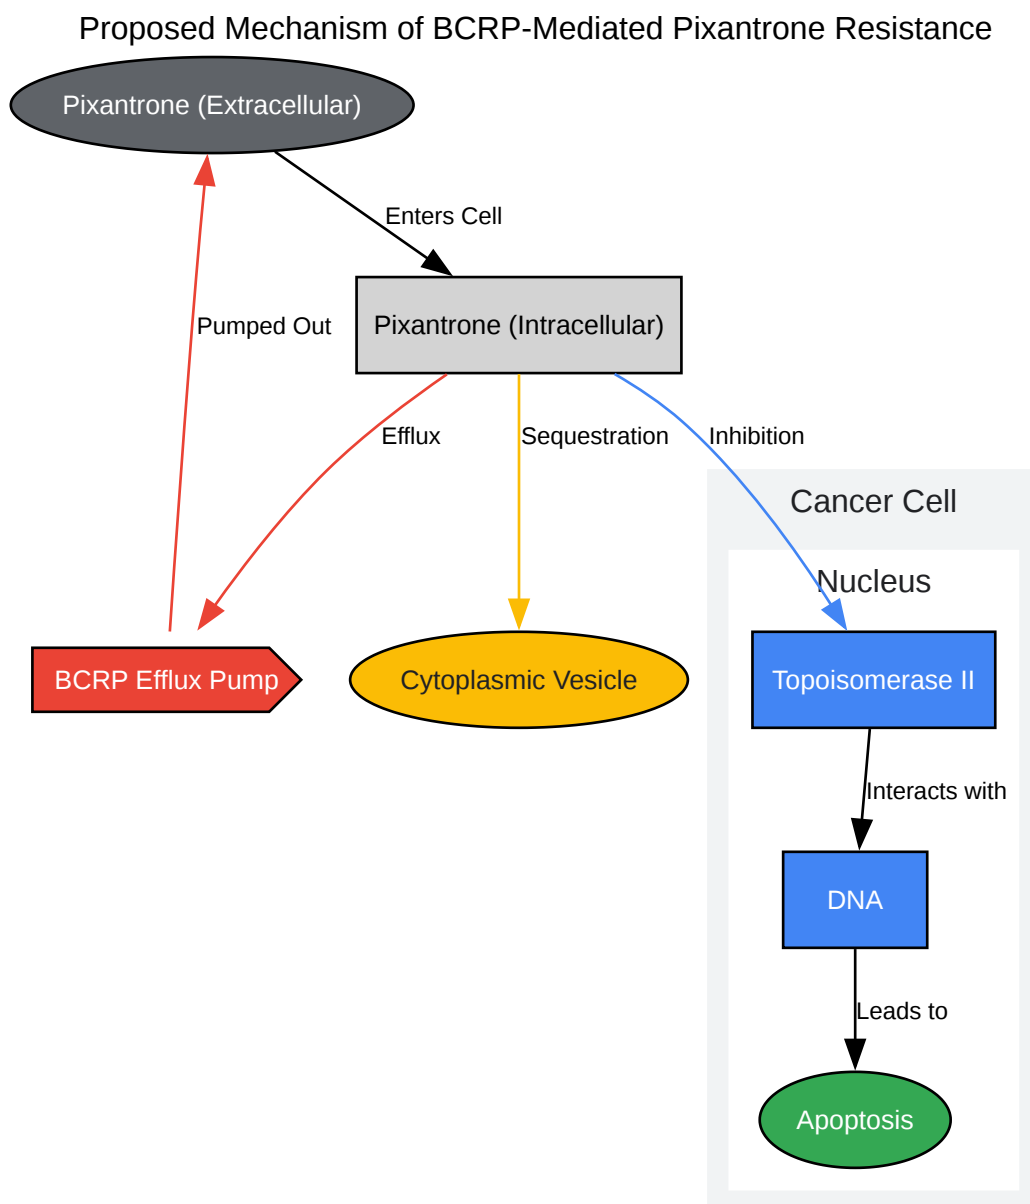 Proposed Mechanism of BCRP-Mediated Pixantrone Resistance
Pixantrone (Extracellular)
Enters Cell
Pumped Out
Pixantrone (Intracellular)
Efflux
Sequestration
Inhibition
Cancer Cell
Nucleus
BCRP Efflux Pump
Cytoplasmic Vesicle
Topoisomerase II
Interacts with
DNA
Leads to
Apoptosis